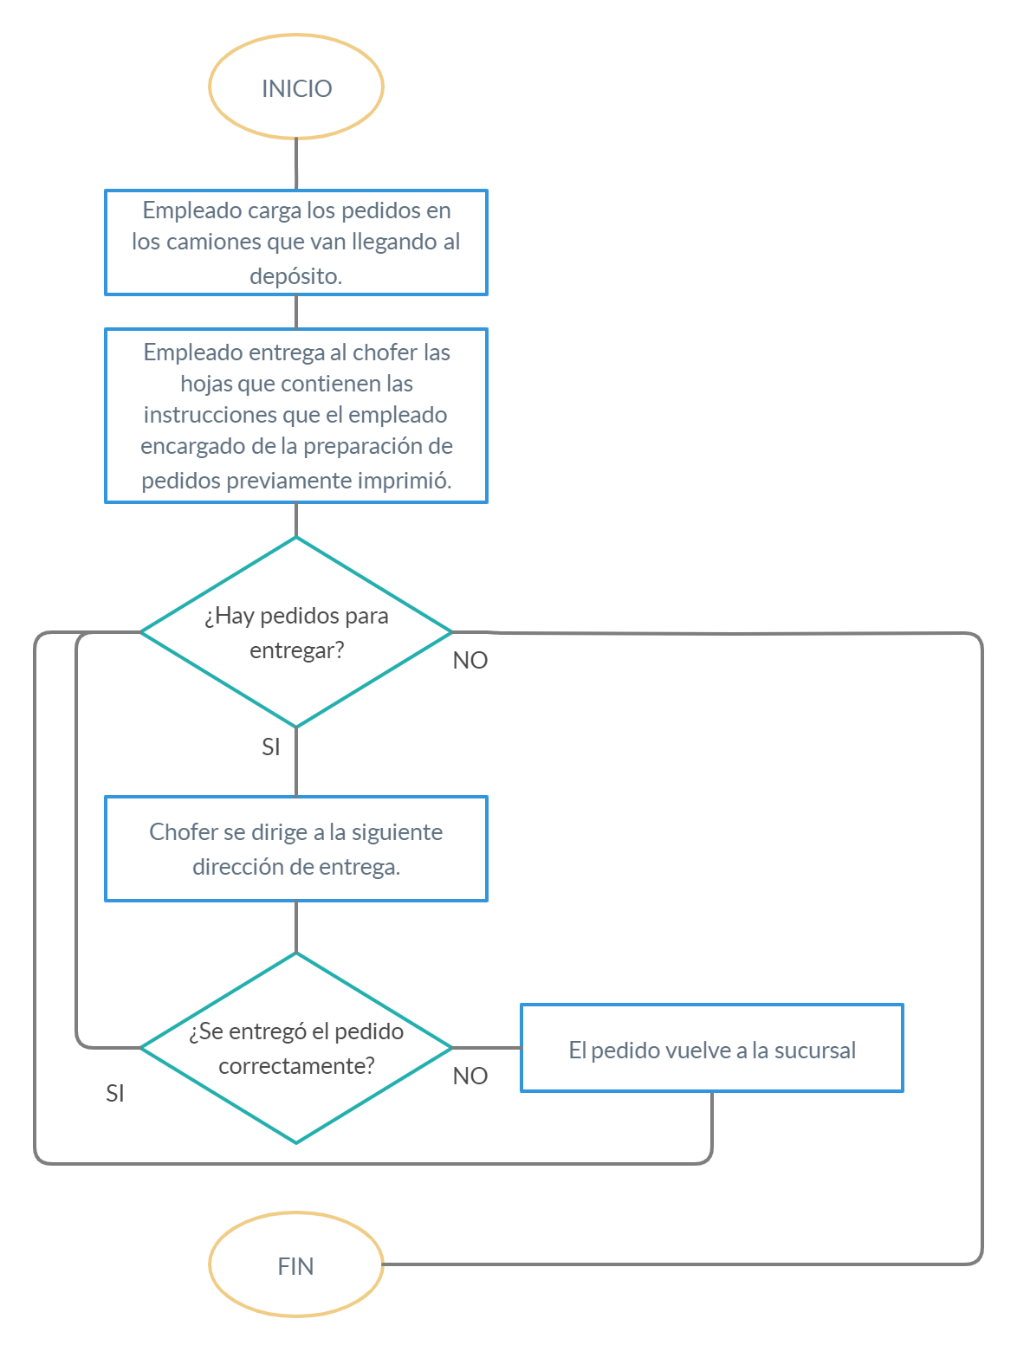 INICIO
Empleado carga los pedidos en
los camiones que van llegando al
depósito.
Empleado entrega al chofer las
hojas que contienen las
instrucciones que el empleado
encargado de la preparación de
pedidos previamente imprimió.
¿Hay pedidos para
entregar?
NO
SI
Chofer se dirige a la siguiente
dirección de entrega.
¿Se entregó el pedido
correctamente?
NO
SI
El pedido vuelve a la sucursal
FIN